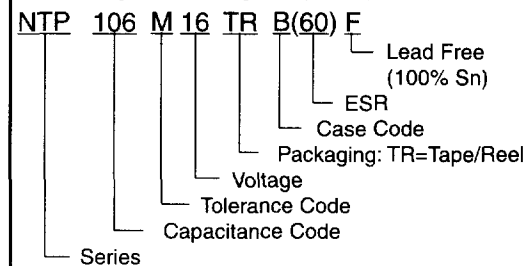 NTP 106 M 16 TR B(60) F
Lead Free
(100% Sn)
ESR
Case Code
Packaging: TR=Tape/Reel
Voltage
Tolerance Code
Capacitance Code
Series